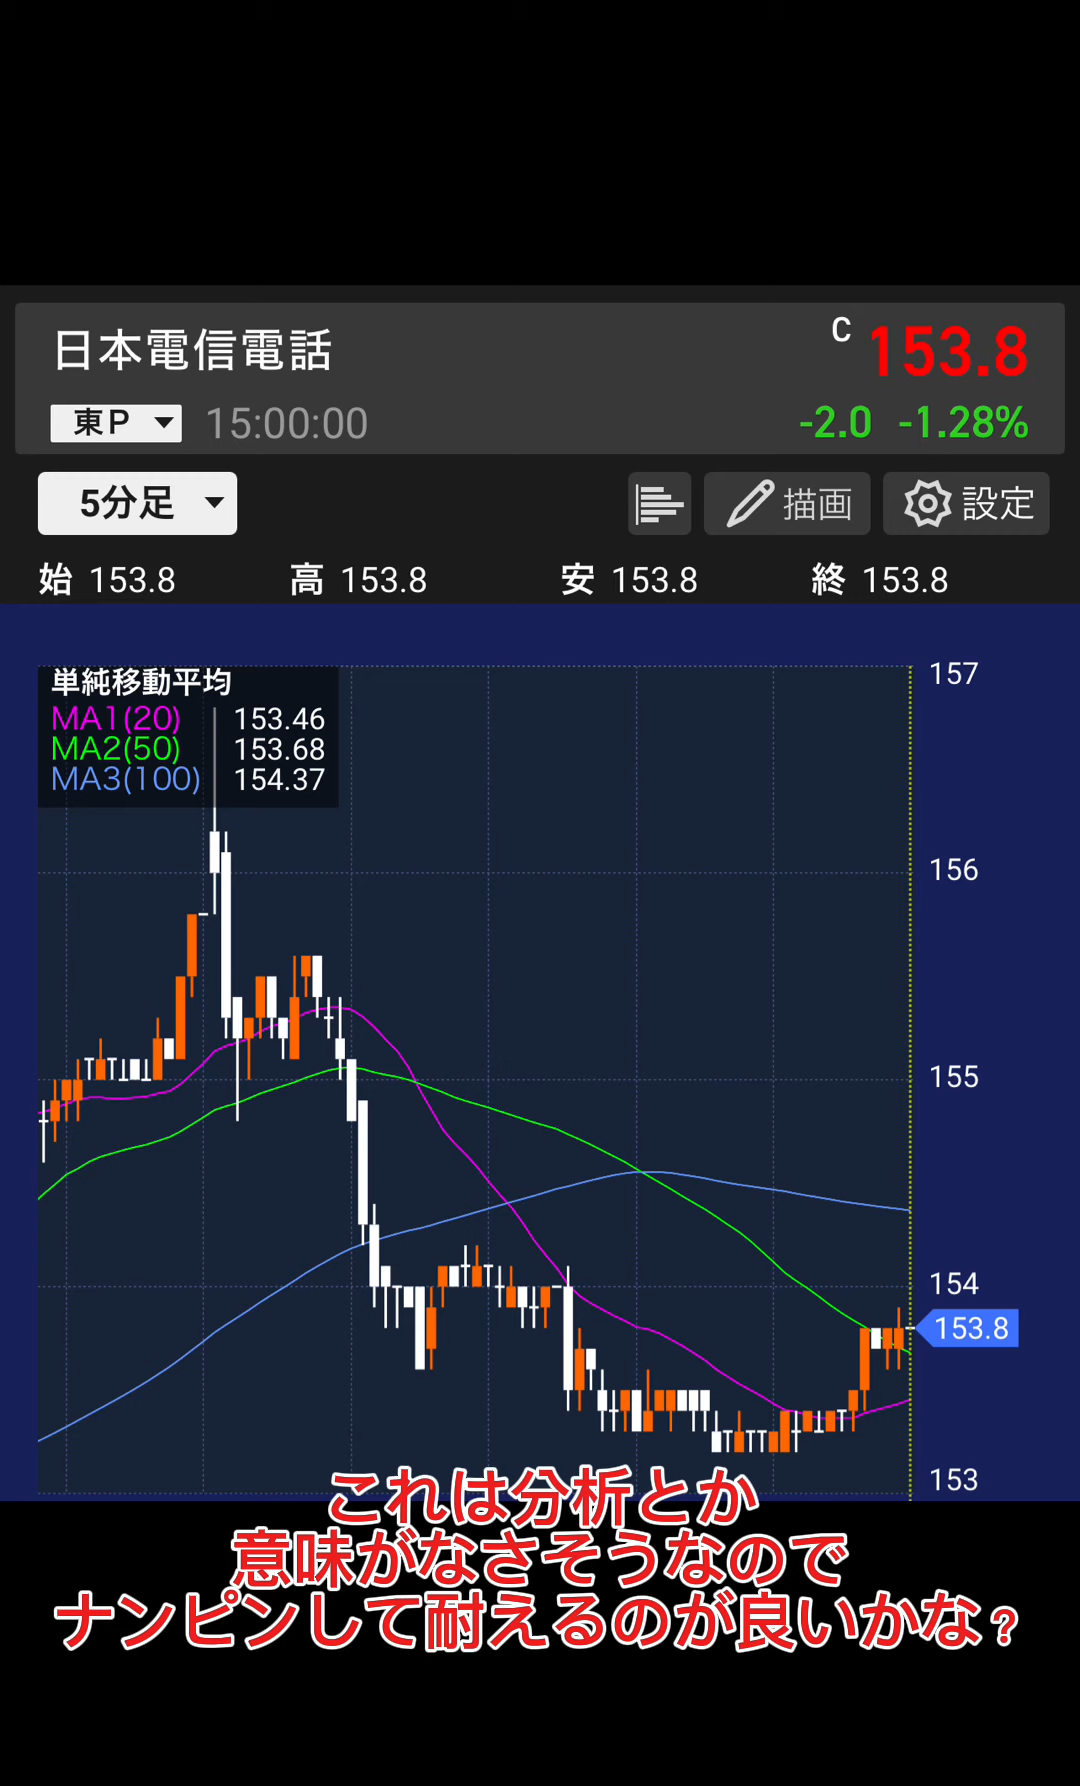 日本電信電話
C 153.8
東P 15:00:00 -2.0 -1.28%
5分足 描画 設定
始 153.8 高 153.8 安 153.8 終 153.8
単純移動平均
MA1(20) 153.46
MA2(50) 153.68
MA3(100) 154.37
157
156
155
154
153.8
153
これは分析とか
意味がなさそうなので
ナンピンして耐えるのが良いかな？